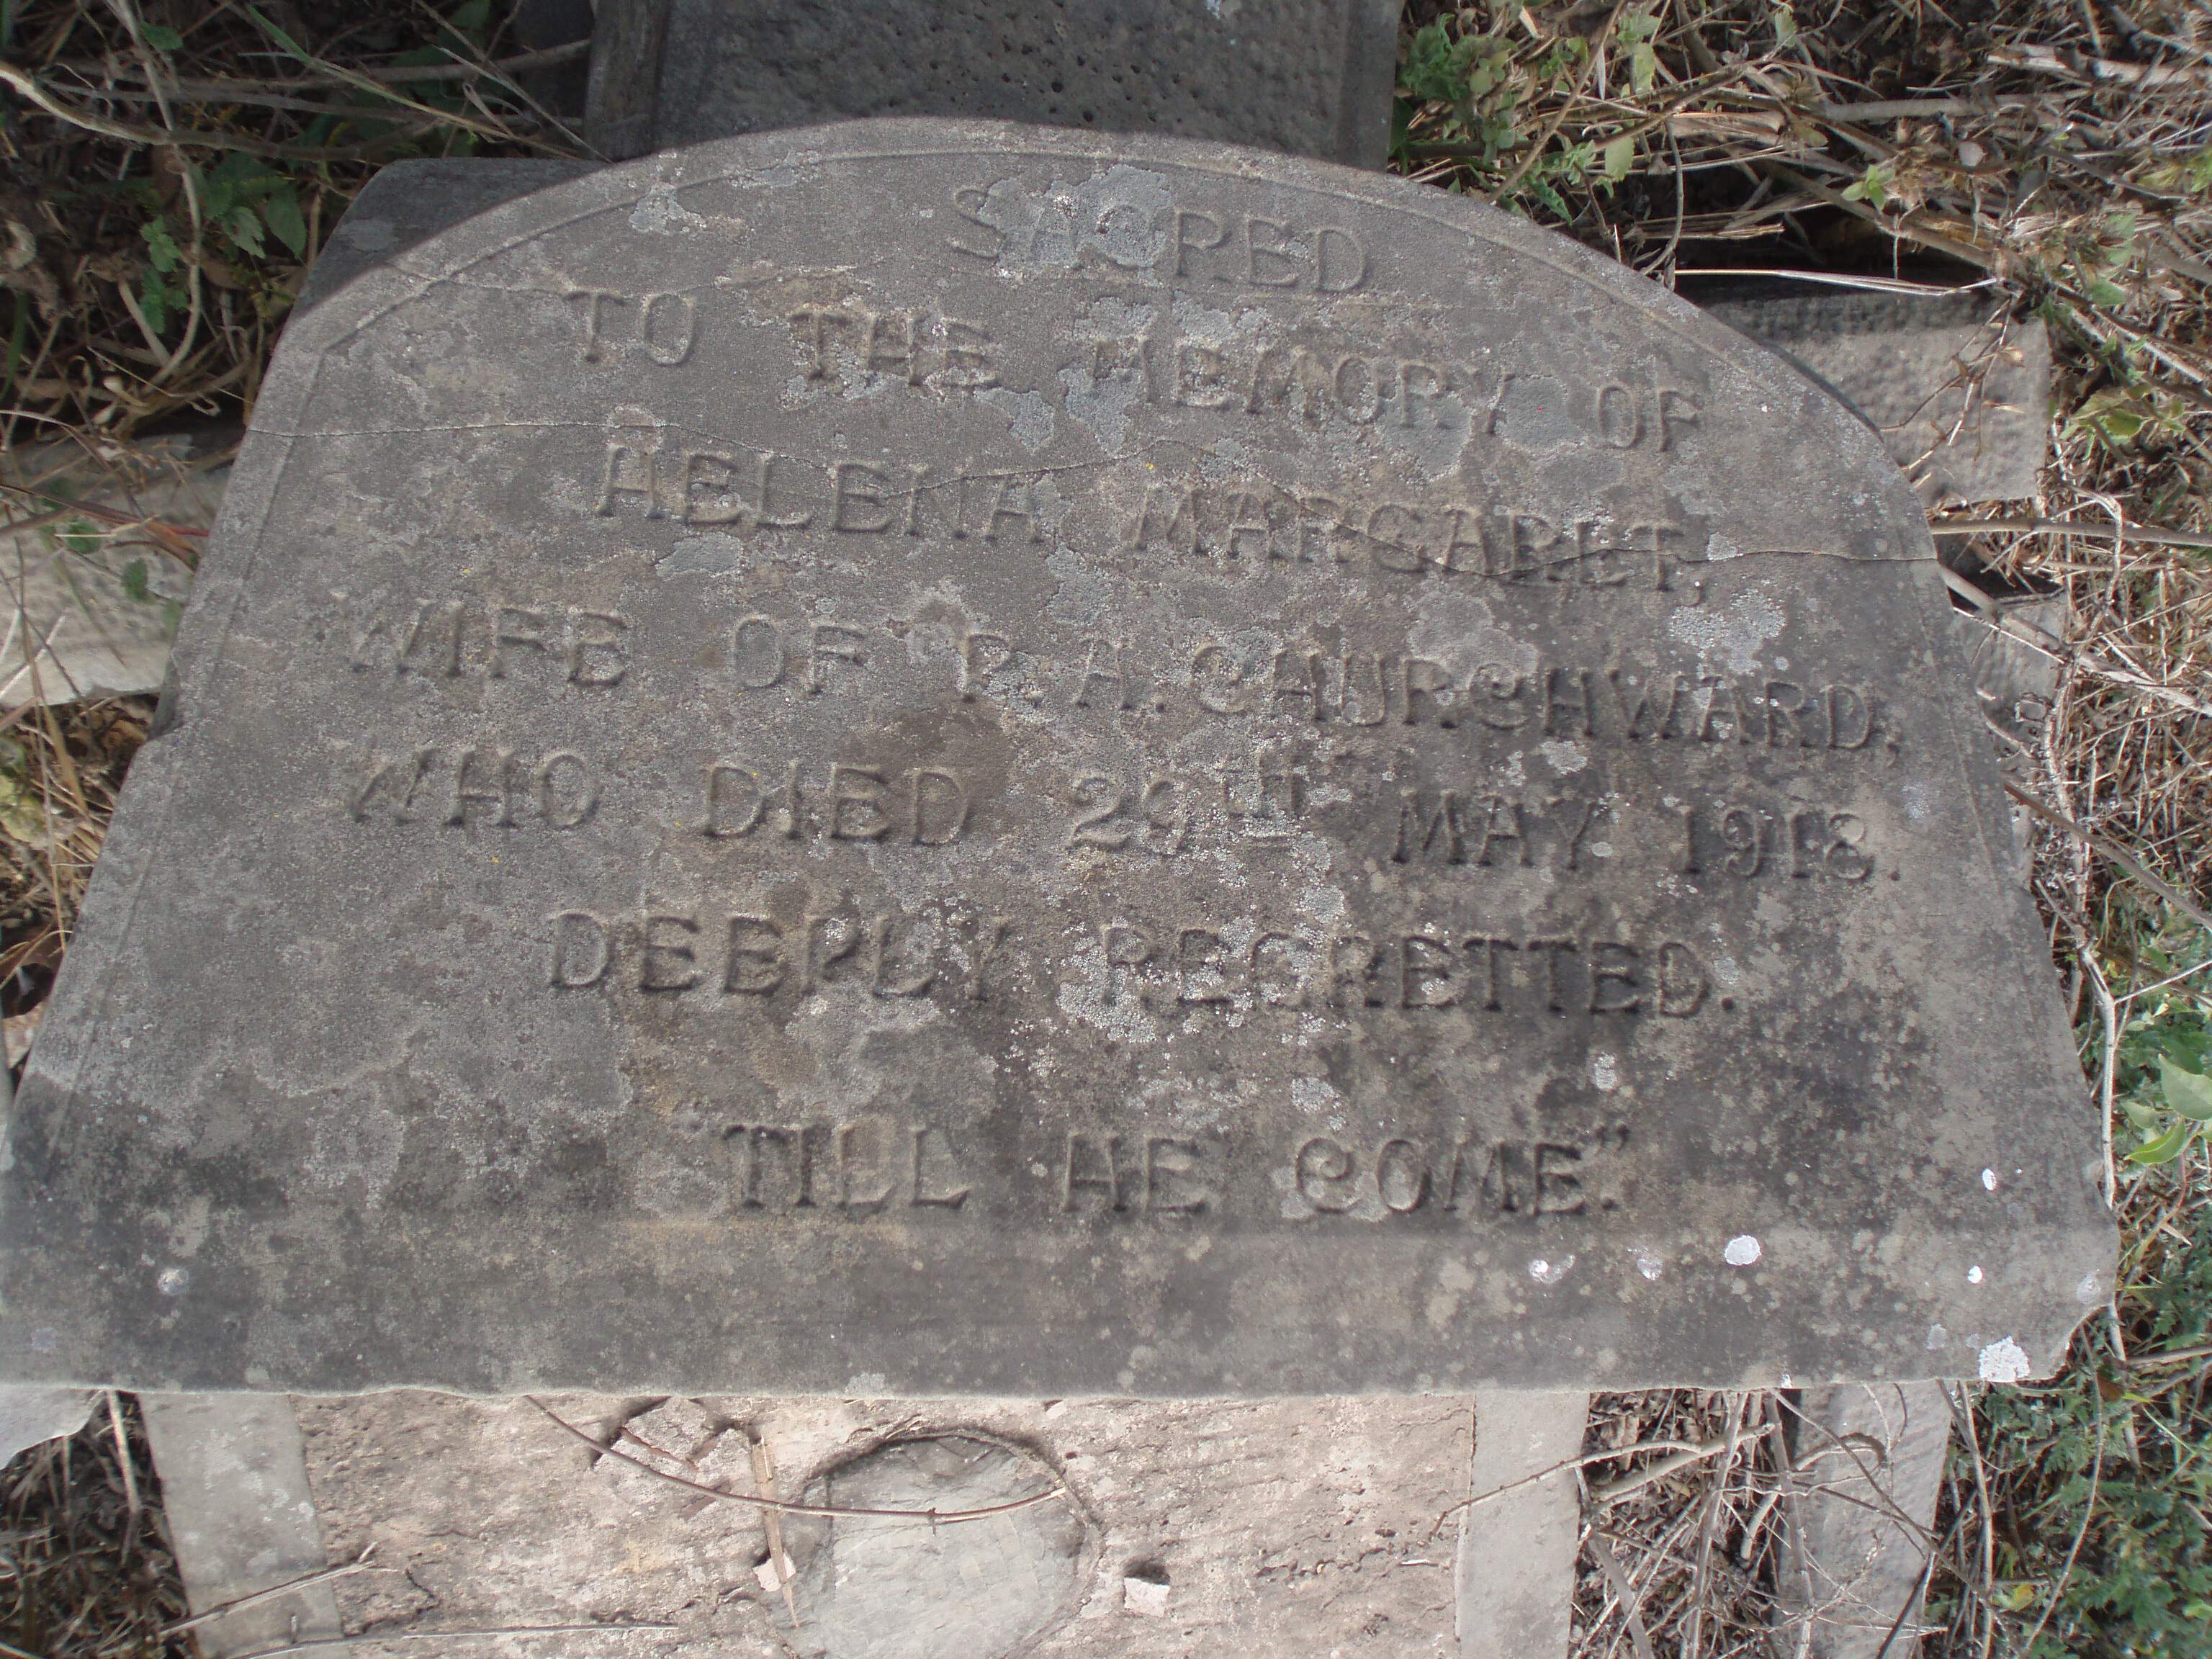 SACRED
TO THE MEMORY OF
HELENA MARGARET,
WIFE OF P. A. CHURCHWARD,
WHO DIED 29TH MAY 1918.
DEEPLY REGRETTED.
"TILL HE COME."